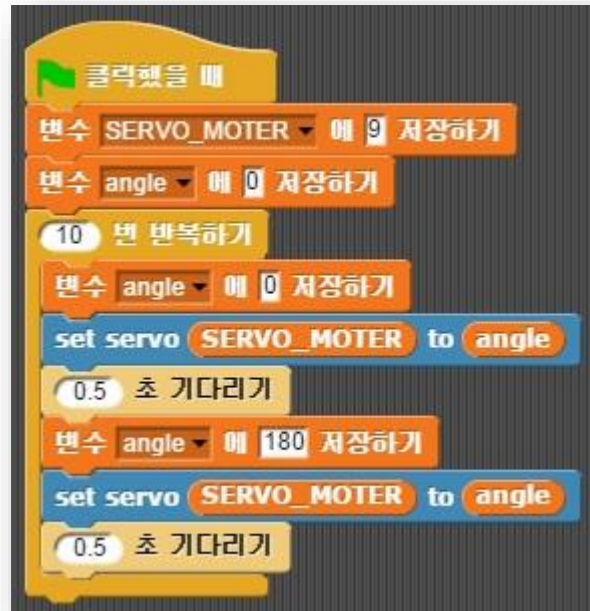 클릭했을 때
변수 SERVO_MOTER 에 9 저장하기
변수 angle 에 0 저장하기
10 번 반복하기
변수 angle 에 0 저장하기
set servo SERVO_MOTER to angle
0.5 초 기다리기
변수 angle 에 180 저장하기
set servo SERVO_MOTER to angle
0.5 초 기다리기